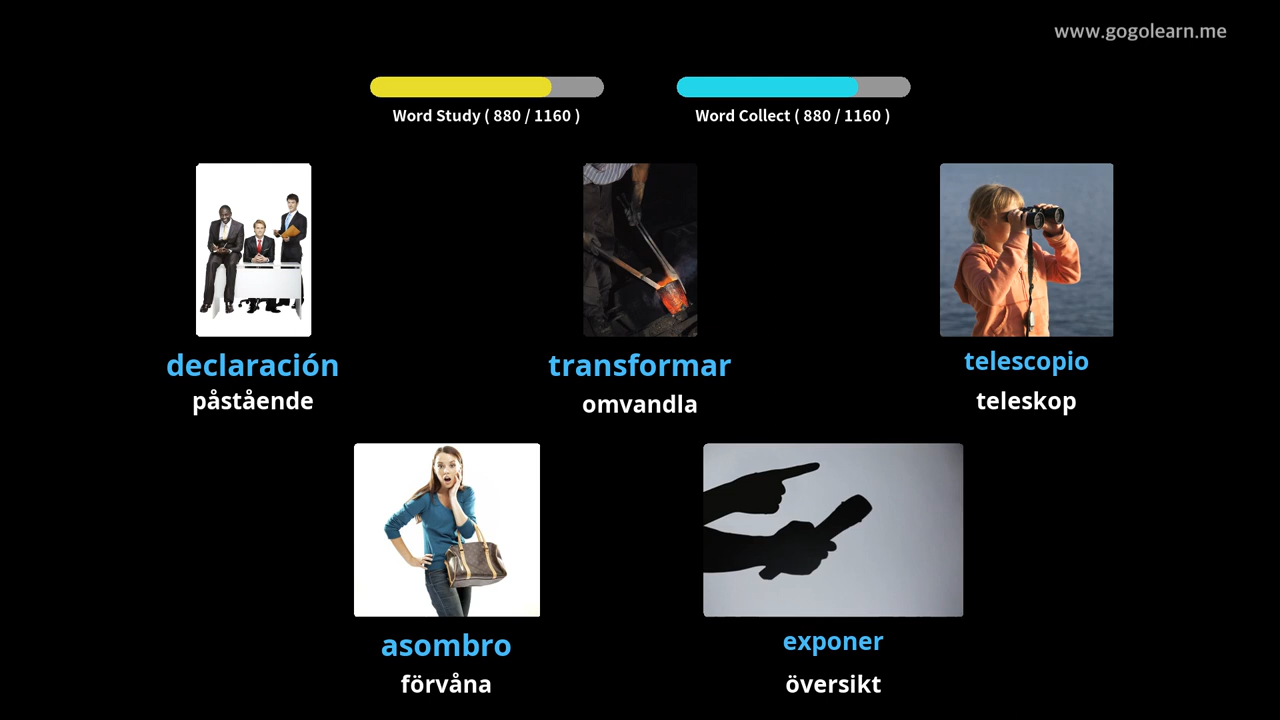 www.gogolearn.me
Word Study ( 880 / 1160 )
Word Collect ( 880 / 1160 )
declaración
påstående
transformar
omvandla
telescopio
teleskop
asombro
förvåna
exponer
översikt